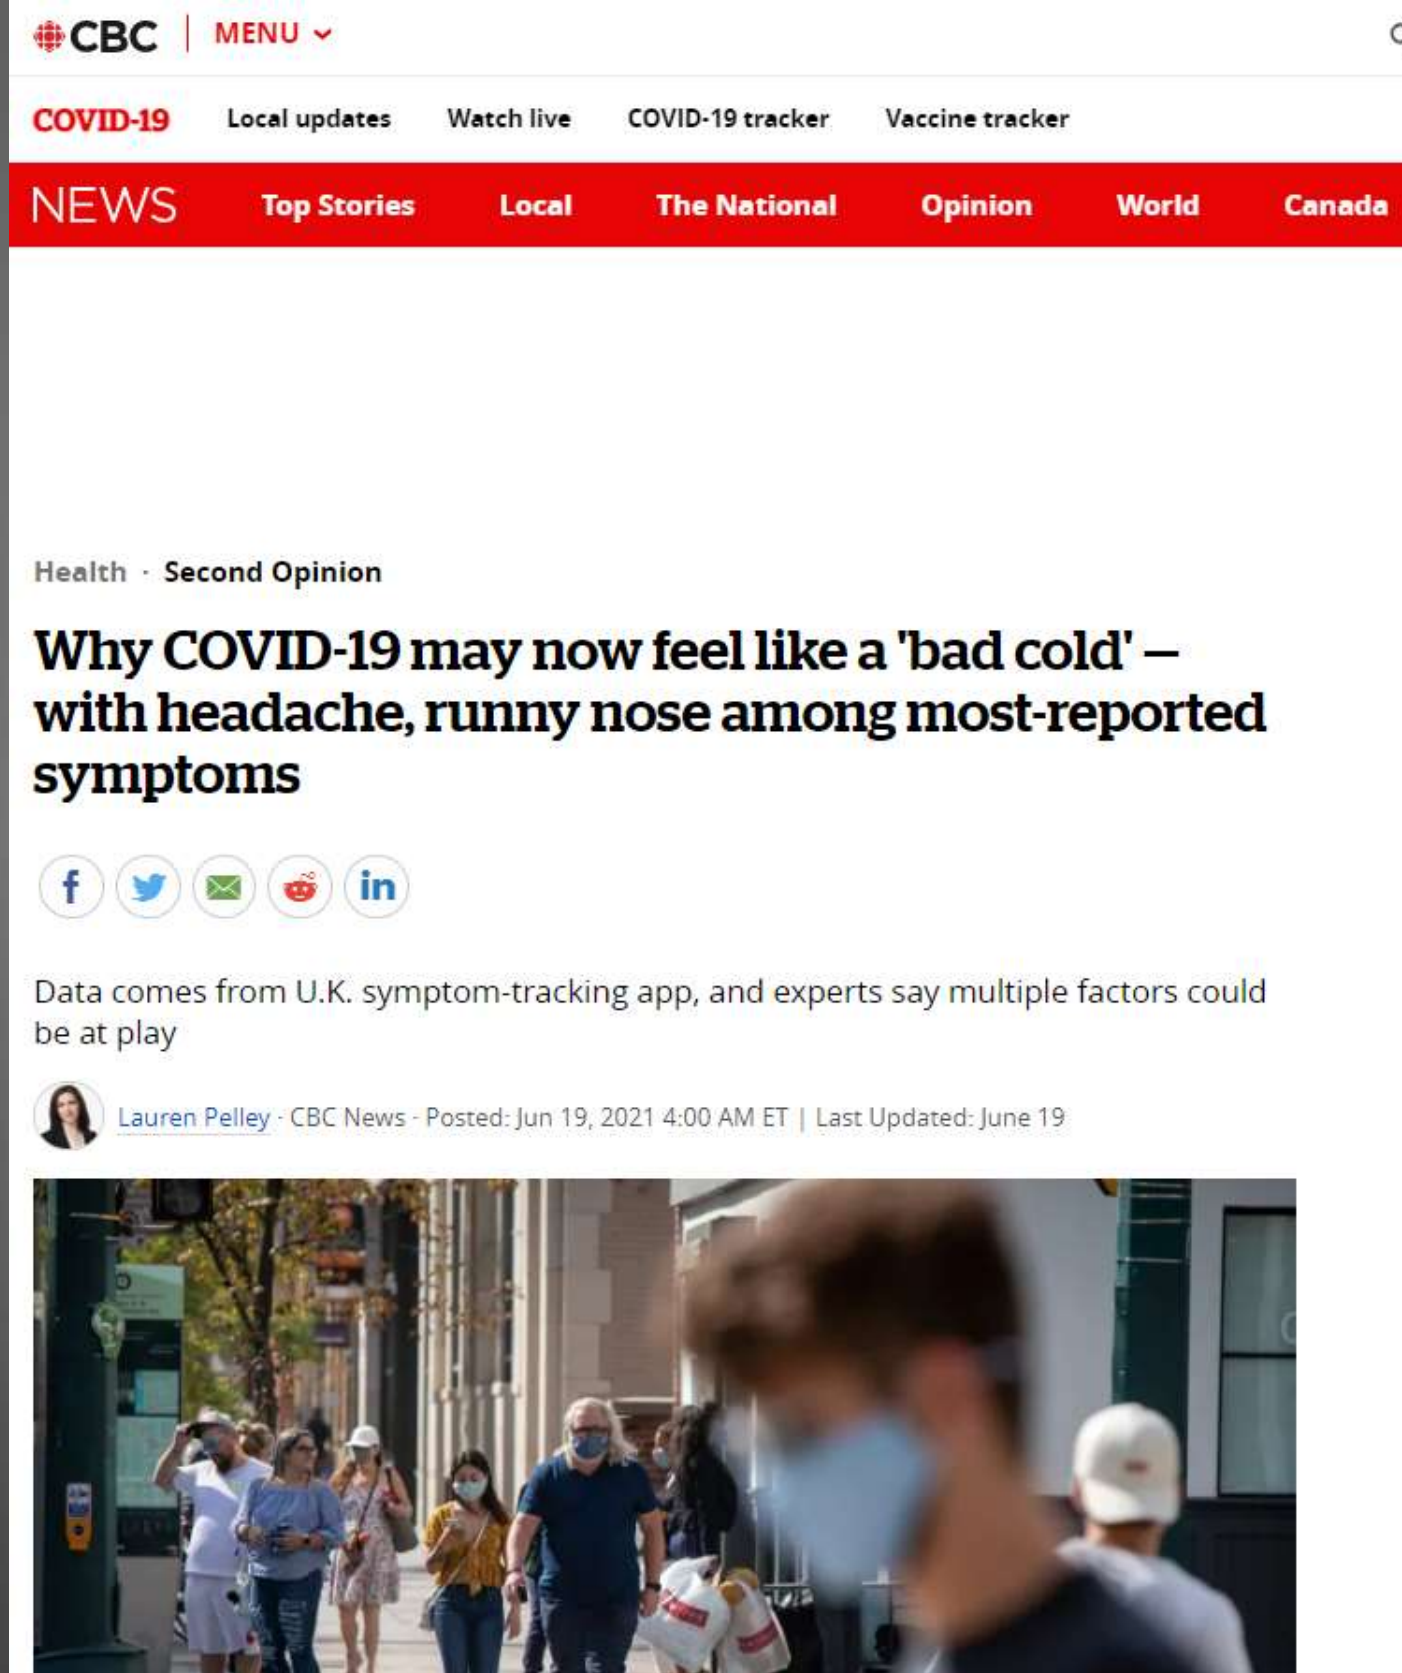 CBC MENU
COVID-19 Local updates Watch live COVID-19 tracker Vaccine tracker
NEWS Top Stories Local The National Opinion World Canada
Health · Second Opinion
Why COVID-19 may now feel like a 'bad cold' —
with headache, runny nose among most-reported
symptoms
f in
Data comes from U.K. symptom-tracking app, and experts say multiple factors could
be at play
Lauren Pelley · CBC News · Posted: Jun 19, 2021 4:00 AM ET | Last Updated: June 19